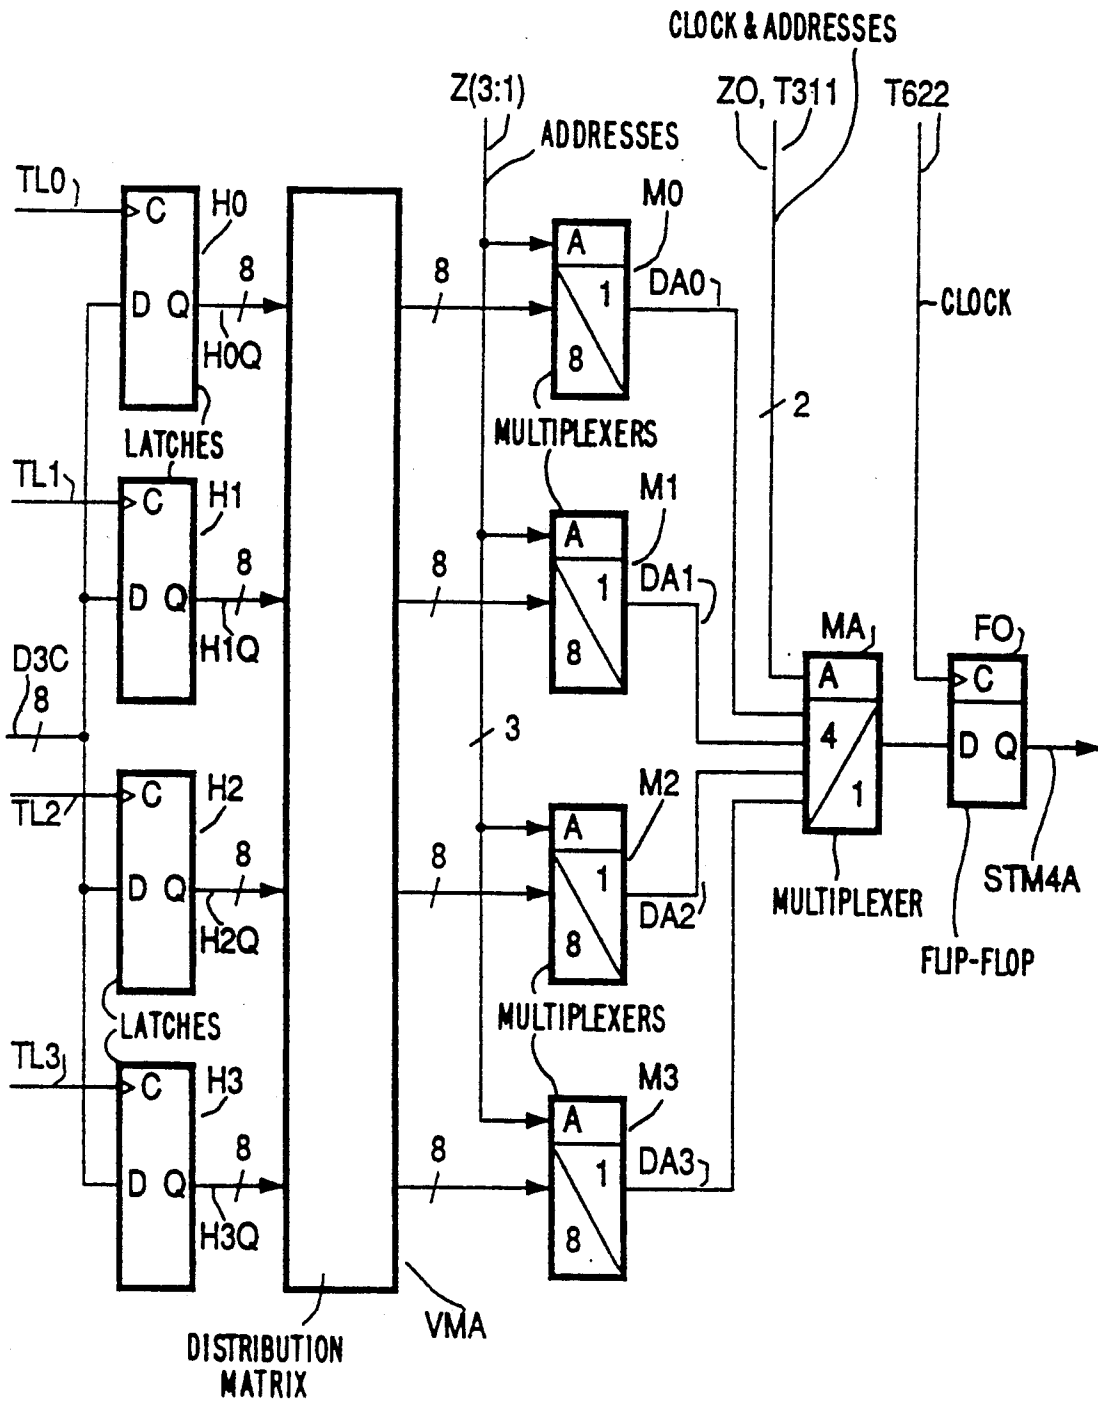 CLOCK & ADDRESSES
Z(3:1)
ZO, T311
T622
ADDRESSES
TL0
C
H0
8
D Q
H0Q
8
A
M0
1
8
DA0
CLOCK
2
LATCHES
MULTIPLEXERS
TL1
C
H1
8
D Q
H1Q
8
A
M1
1
8
DA1
D3C
8
3
MA
A
4
1
FO
C
D Q
STM4A
MULTIPLEXER
FLIP-FLOP
TL2
C
H2
8
D Q
H2Q
8
A
M2
1
8
DA2
LATCHES
MULTIPLEXERS
TL3
C
H3
8
D Q
H3Q
8
A
M3
1
8
DA3
VMA
DISTRIBUTION
MATRIX